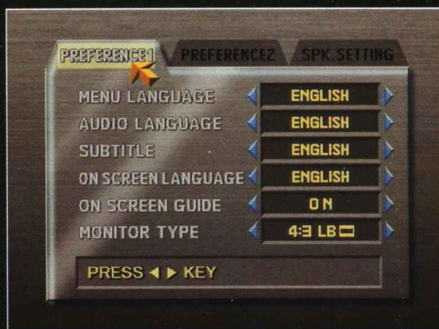 PREFERENCE1 PREFERENCE2 SPK. SETTING
MENU LANGUAGE ENGLISH
AUDIO LANGUAGE ENGLISH
SUBTITLE ENGLISH
ON SCREEN LANGUAGE ENGLISH
ON SCREEN GUIDE ON
MONITOR TYPE 4:3 LB
PRESS ◀ ▶ KEY